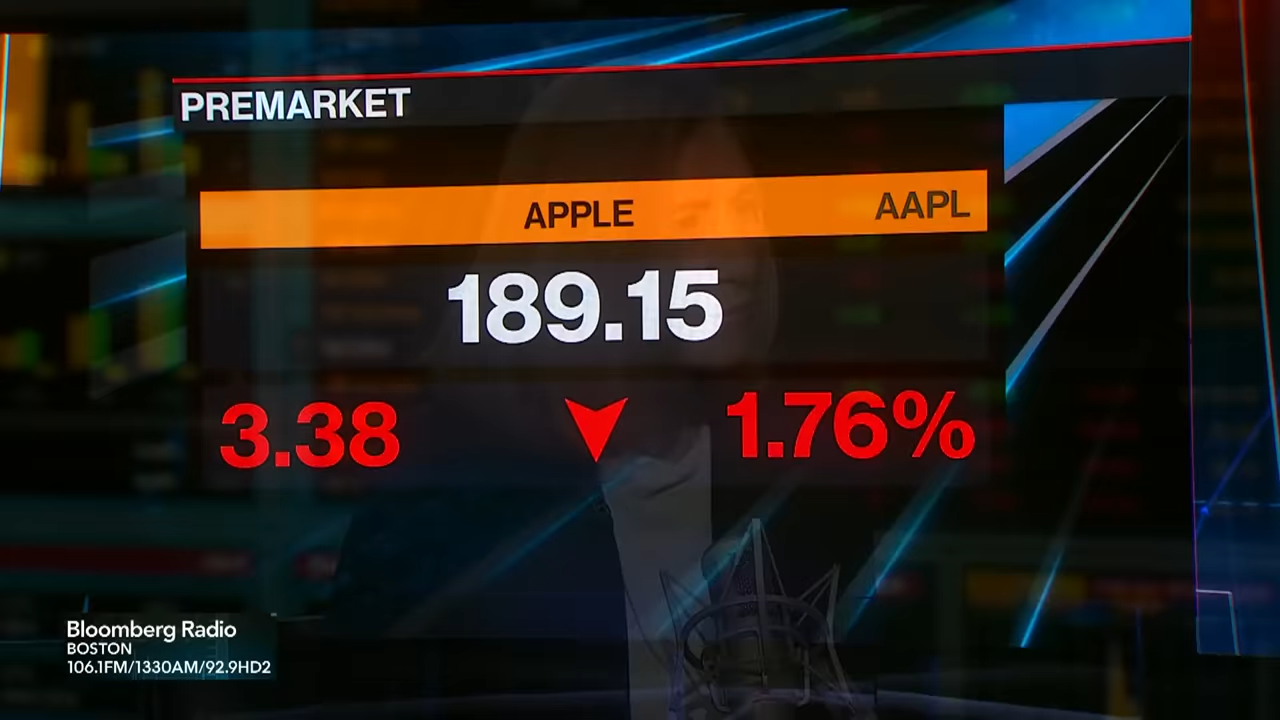 PREMARKET
APPLE AAPL
189.15
3.38 1.76%
Bloomberg Radio
BOSTON
106.1FM/1330AM/92.9HD2